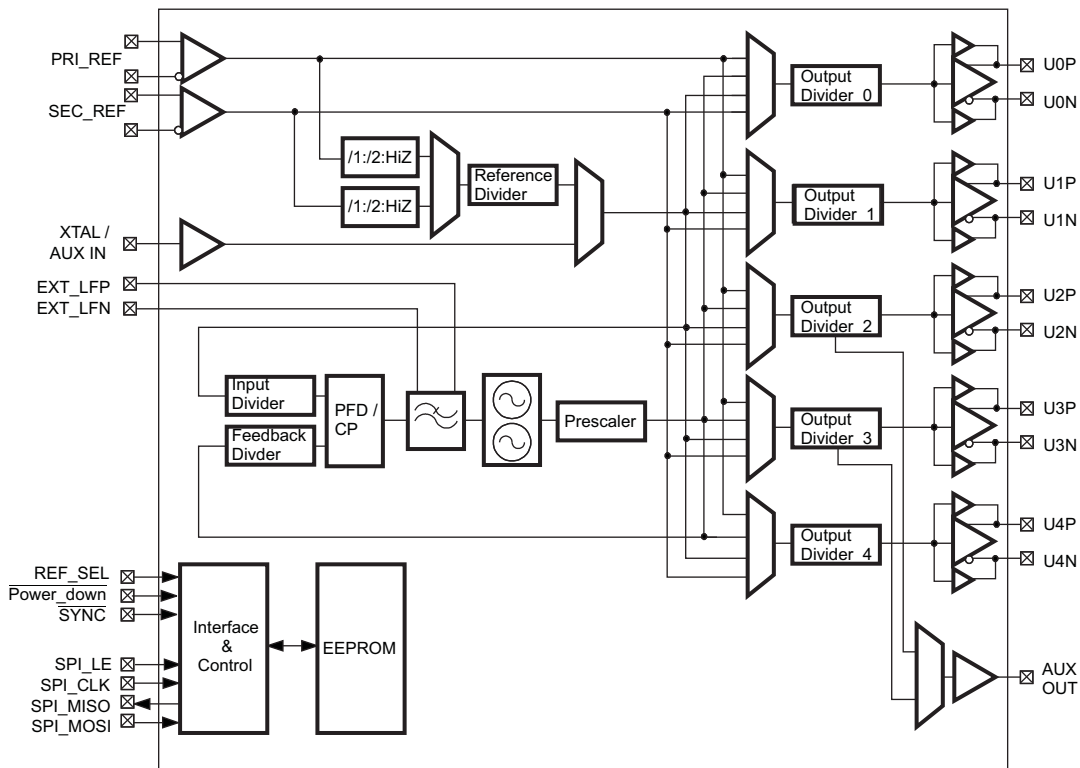 PRI_REF
SEC_REF
/1:/2:HiZ
/1:/2:HiZ
Reference
Divider
XTAL /
AUX IN
EXT_LFP
EXT_LFN
Input
Divider
Feedback
Divder
PFD /
CP
Prescaler
Output
Divider 0
Output
Divider 1
Output
Divider 2
Output
Divider 3
Output
Divider 4
U0P
U0N
U1P
U1N
U2P
U2N
U3P
U3N
U4P
U4N
AUX
OUT
REF_SEL
Power_down
SYNC
SPI_LE
SPI_CLK
SPI_MISO
SPI_MOSI
Interface
&
Control
EEPROM